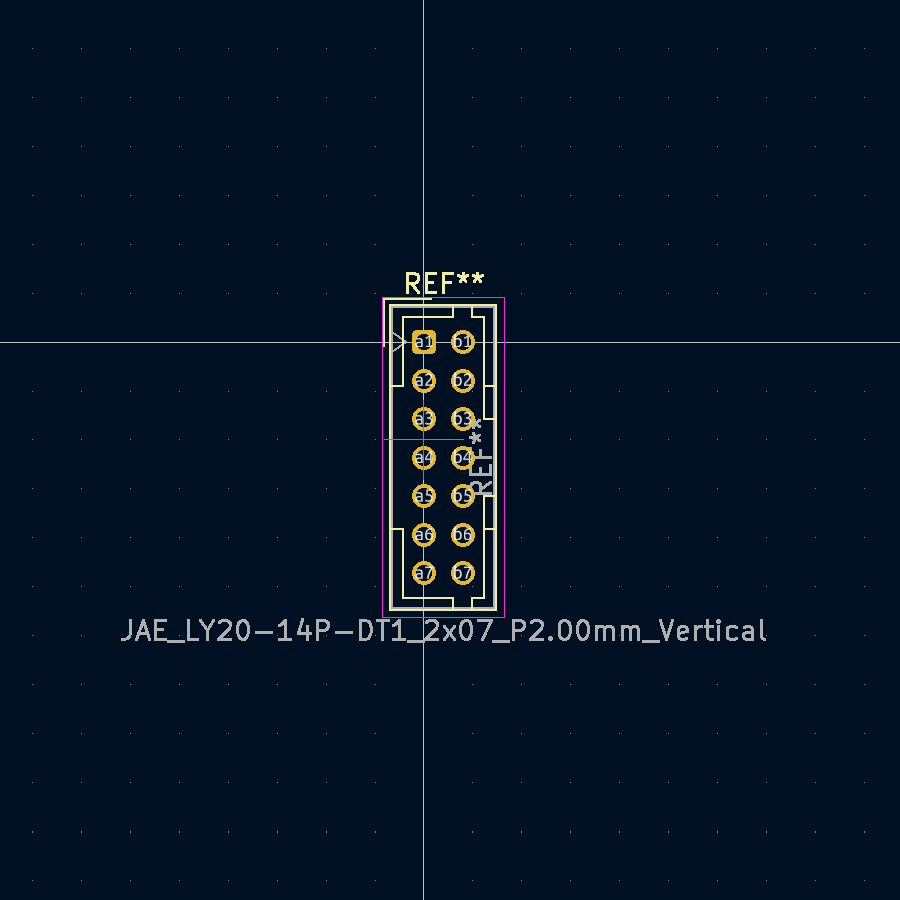 REF**
a1 b1
a2 b2
a3 b3
a4 b4
a5 b5
a6 b6
a7 b7
REF**
JAE_LY20-14P-DT1_2x07_P2.00mm_Vertical